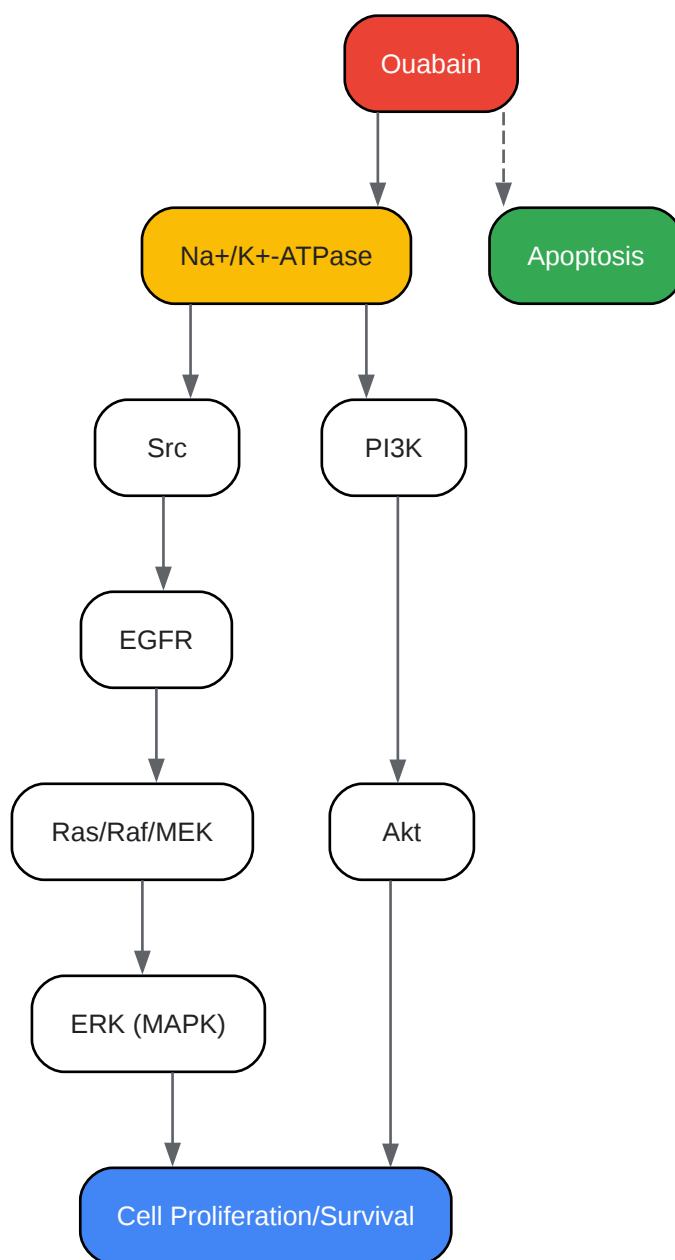 Ouabain
Na+/K+-ATPase
Apoptosis
Src
PI3K
EGFR
Ras/Raf/MEK
Akt
ERK (MAPK)
Cell Proliferation/Survival